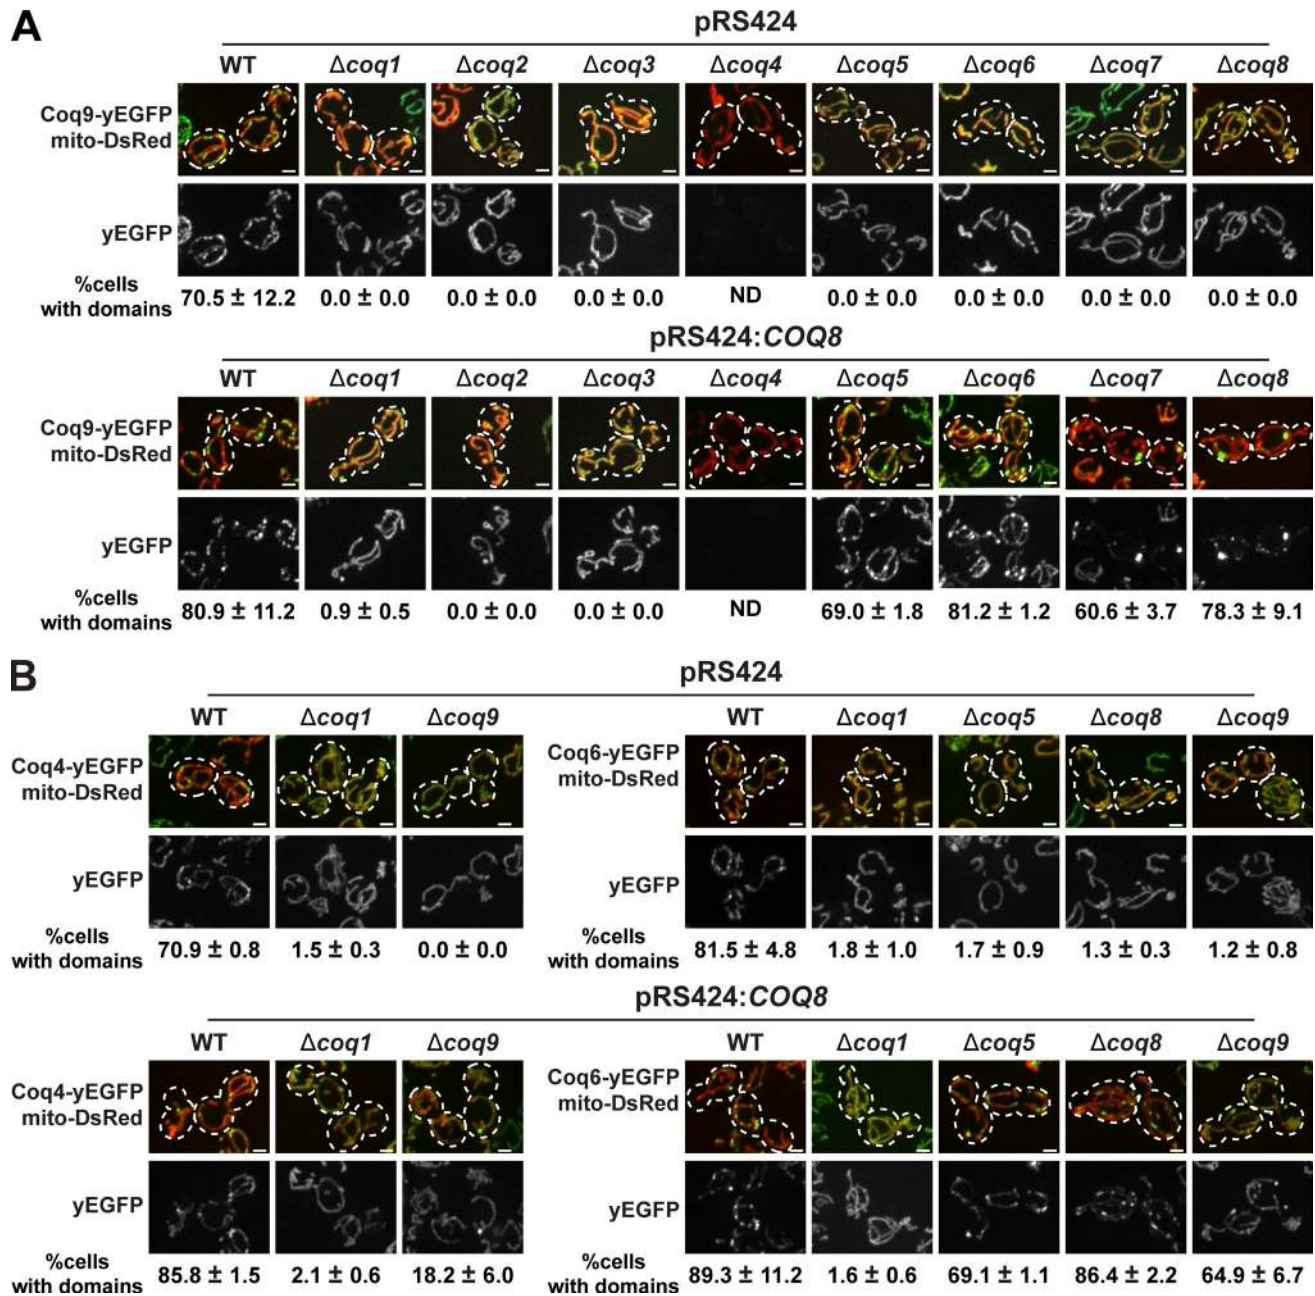 A
pRS424
WT Δcoq1 Δcoq2 Δcoq3 Δcoq4 Δcoq5 Δcoq6 Δcoq7 Δcoq8
Coq9-yEGFP
mito-DsRed
yEGFP
%cells
with domains
70.5 ± 12.2 0.0 ± 0.0 0.0 ± 0.0 0.0 ± 0.0 ND 0.0 ± 0.0 0.0 ± 0.0 0.0 ± 0.0 0.0 ± 0.0
pRS424:COQ8
WT Δcoq1 Δcoq2 Δcoq3 Δcoq4 Δcoq5 Δcoq6 Δcoq7 Δcoq8
Coq9-yEGFP
mito-DsRed
yEGFP
%cells
with domains
80.9 ± 11.2 0.9 ± 0.5 0.0 ± 0.0 0.0 ± 0.0 ND 69.0 ± 1.8 81.2 ± 1.2 60.6 ± 3.7 78.3 ± 9.1
B
pRS424
WT Δcoq1 Δcoq9 WT Δcoq1 Δcoq5 Δcoq8 Δcoq9
Coq4-yEGFP
mito-DsRed
Coq6-yEGFP
mito-DsRed
yEGFP
yEGFP
%cells
with domains
70.9 ± 0.8 1.5 ± 0.3 0.0 ± 0.0
%cells
with domains
81.5 ± 4.8 1.8 ± 1.0 1.7 ± 0.9 1.3 ± 0.3 1.2 ± 0.8
pRS424:COQ8
WT Δcoq1 Δcoq9 WT Δcoq1 Δcoq5 Δcoq8 Δcoq9
Coq4-yEGFP
mito-DsRed
Coq6-yEGFP
mito-DsRed
yEGFP
yEGFP
%cells
with domains
85.8 ± 1.5 2.1 ± 0.6 18.2 ± 6.0
%cells
with domains
89.3 ± 11.2 1.6 ± 0.6 69.1 ± 1.1 86.4 ± 2.2 64.9 ± 6.7